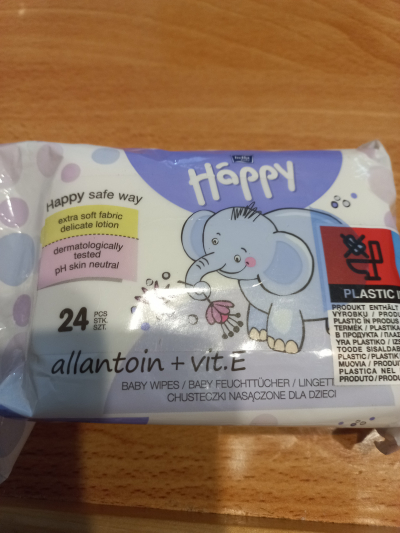 bella
Happy
Happy safe way
extra soft fabric
delicate lotion
dermatologically
tested
pH skin neutral
24 PCS
STK.
SZT.
allantoin + vit.E
BABY WIPES / BABY FEUCHTTÜCHER / LINGETT
CHUSTECZKI NASĄCZONE DLA DZIECI
PLASTIC I
PRODUKT ENTHÄLT
VÝROBKU / PRODU
PLASTIC IN PRODUS
TERMÉK / PLASTIKA
В ПРОДУКТА / ПЛАС
YRA PLASTIKO / IZS
TOODE SISALDAB
PLASTIC / PLASTIK
MUOVIA / PRODUIT
PLASTICA NEL
PRODUTO / PRODU